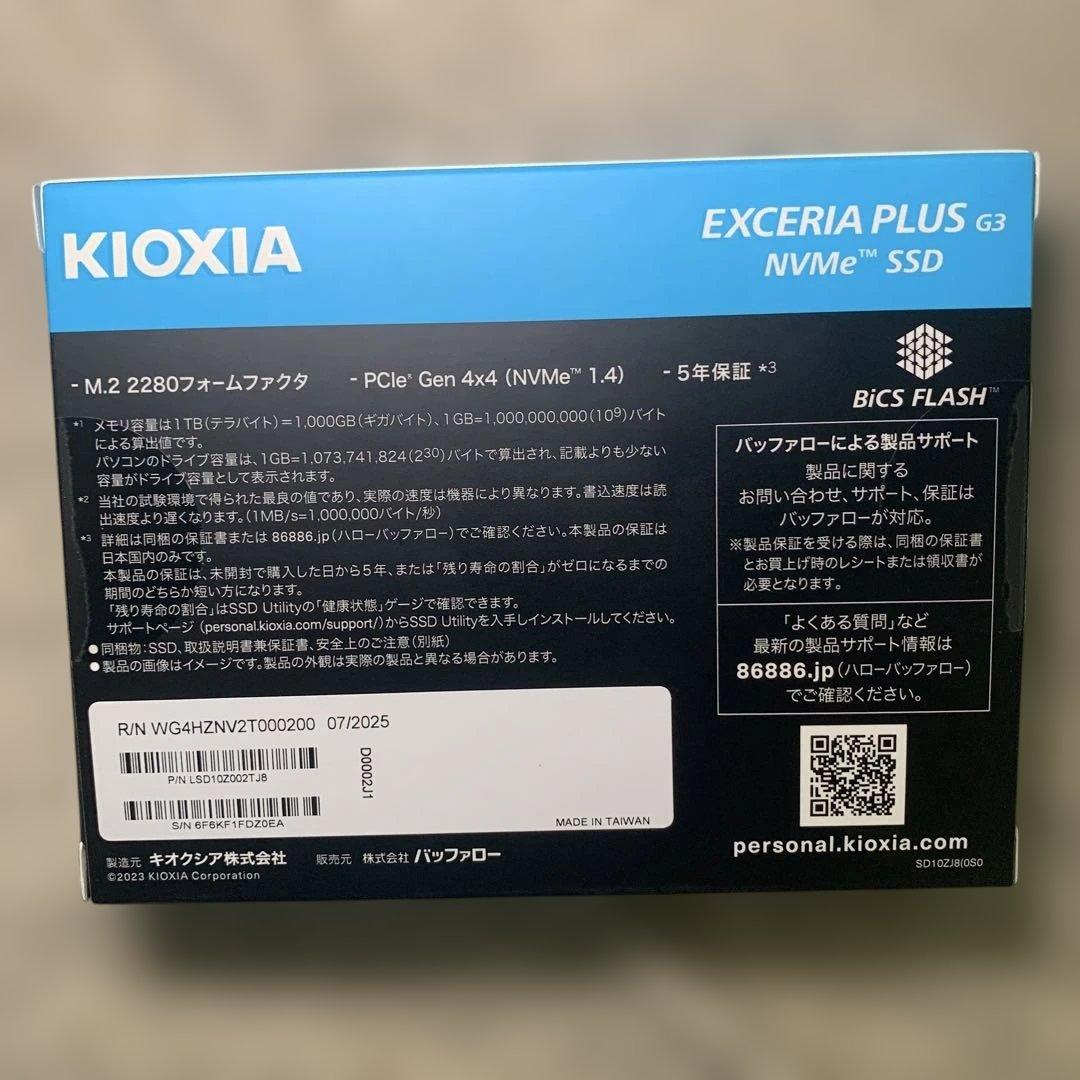 KIOXIA
EXCERIA PLUS G3
NVMe™ SSD
- M.2 2280フォームファクタ
- PCIe® Gen 4x4 (NVMe™ 1.4)
- 5年保証 *3
BiCS FLASH™
*1 メモリ容量は1TB(テラバイト)=1,000GB(ギガバイト)、1GB=1,000,000,000(10⁹)バイト
による算出値です。
パソコンのドライブ容量は、1GB=1,073,741,824(2³⁰)バイトで算出され、記載よりも少ない
容量がドライブ容量として表示されます。
*2 当社の試験環境で得られた最良の値であり、実際の速度は機器により異なります。書込速度は読
出速度より遅くなります。(1MB/s=1,000,000バイト/秒)
*3 詳細は同梱の保証書または 86886.jp(ハローバッファロー)でご確認ください。本製品の保証は
日本国内のみです。
本製品の保証は、未開封で購入した日から5年、または「残り寿命の割合」がゼロになるまでの
期間のどちらか短い方になります。
「残り寿命の割合」はSSD Utilityの「健康状態」ゲージで確認できます。
サポートページ (personal.kioxia.com/support/)からSSD Utilityを入手しインストールしてください。
●同梱物:SSD、取扱説明書兼保証書、安全上のご注意(別紙)
●製品の画像はイメージです。製品の外観は実際の製品と異なる場合があります。
バッファローによる製品サポート
製品に関する
お問い合わせ、サポート、保証は
バッファローが対応。
※製品保証を受ける際は、同梱の保証書
とお買上げ時のレシートまたは領収書が
必要となります。
「よくある質問」など
最新の製品サポート情報は
86886.jp(ハローバッファロー)
でご確認ください。
R/N WG4HZNV2T000200 07/2025
P/N LSD10Z002TJ8
D0002J1
S/N 6F6KF1FDZ0EA
MADE IN TAIWAN
製造元 キオクシア株式会社 販売元 株式会社 バッファロー
©2023 KIOXIA Corporation
personal.kioxia.com
SD10ZJ8(0S0